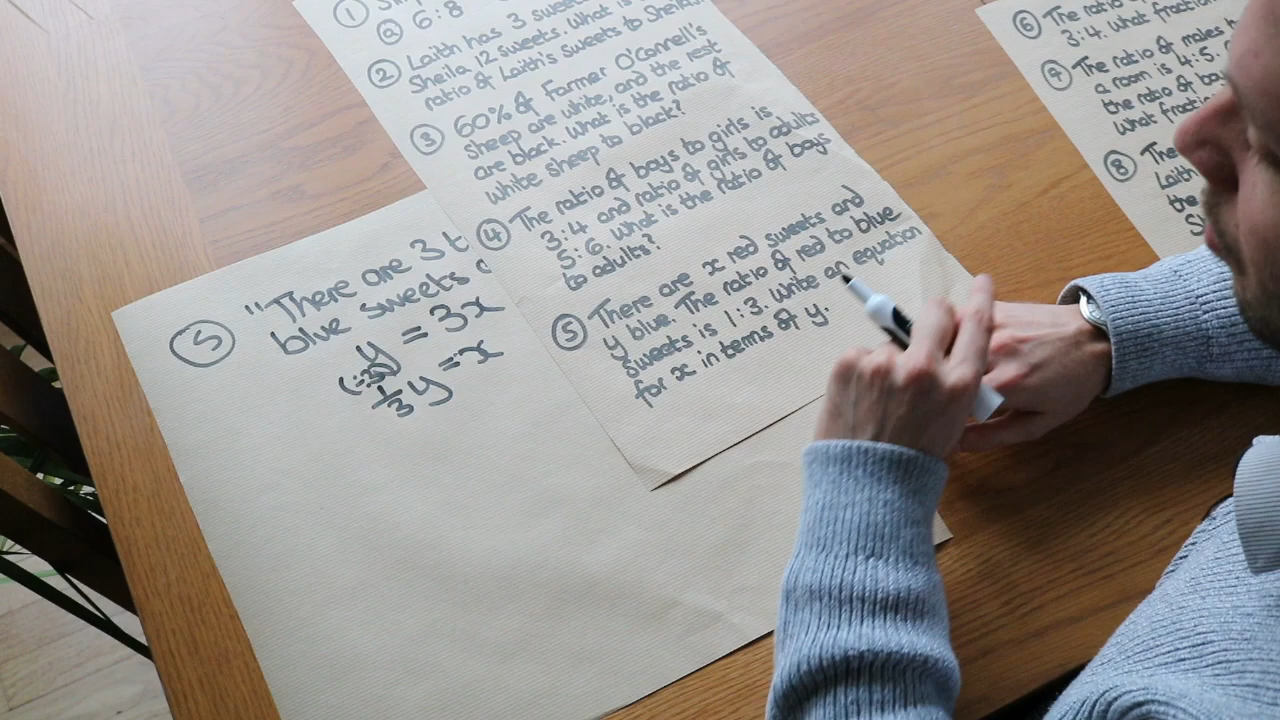 ① Simp
ⓐ 6:8
② Laith has 3 sweets
Sheila 12 sweets. What is
ratio of Laith's sweets to Sheila's
③ 60% of Farmer O'Connell's
sheep are white, and the rest
are black. What is the ratio of
white sheep to black?
④ The ratio of boys to girls is
3:4 and ratio of girls to adults
5:6. What is the ratio of boys
to adults?
⑤ There are x red sweets and
y blue. The ratio of red to blue
sweets is 1:3. Write an equation
for x in terms of y.
⑤ "There are 3 t
blue sweets
y = 3x
(÷3)
1/3 y = x
⑥ The ratio
3:4. What fraction
The ratio of males
a room is 4:5.
the ratio of boy
What fractio
⑧ The
Laith
the